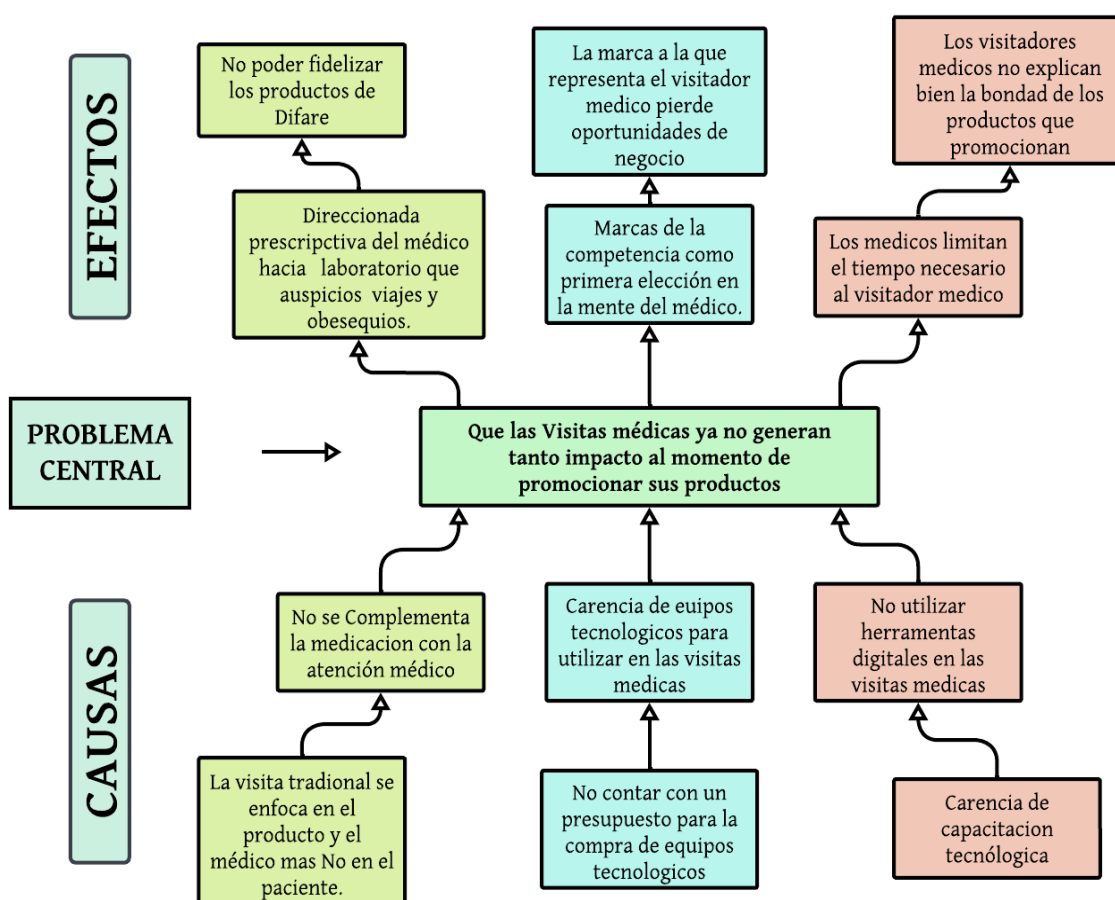 EFECTOS
No poder fidelizar
los productos de
Difare
La marca a la que
representa el visitador
medico pierde
oportunidades de
negocio
Los visitadores
medicos no explican
bien la bondad de los
productos que
promocionan
Direccionada
prescripctiva del médico
hacia laboratorio que
auspicios viajes y
obesequios.
Marcas de la
competencia como
primera elección en
la mente del médico.
Los medicos limitan
el tiempo necesario
al visitador medico
PROBLEMA
CENTRAL
Que las Visitas médicas ya no generan
tanto impacto al momento de
promocionar sus productos
CAUSAS
No se Complementa
la medicacion con la
atención médico
Carencia de euipos
tecnologicos para
utilizar en las visitas
medicas
No utilizar
herramentas
digitales en las
visitas medicas
La visita tradional se
enfoca en el
producto y el
médico mas No en el
paciente.
No contar con un
presupuesto para la
compra de equipos
tecnologicos
Carencia de
capacitacion
tecnólogica